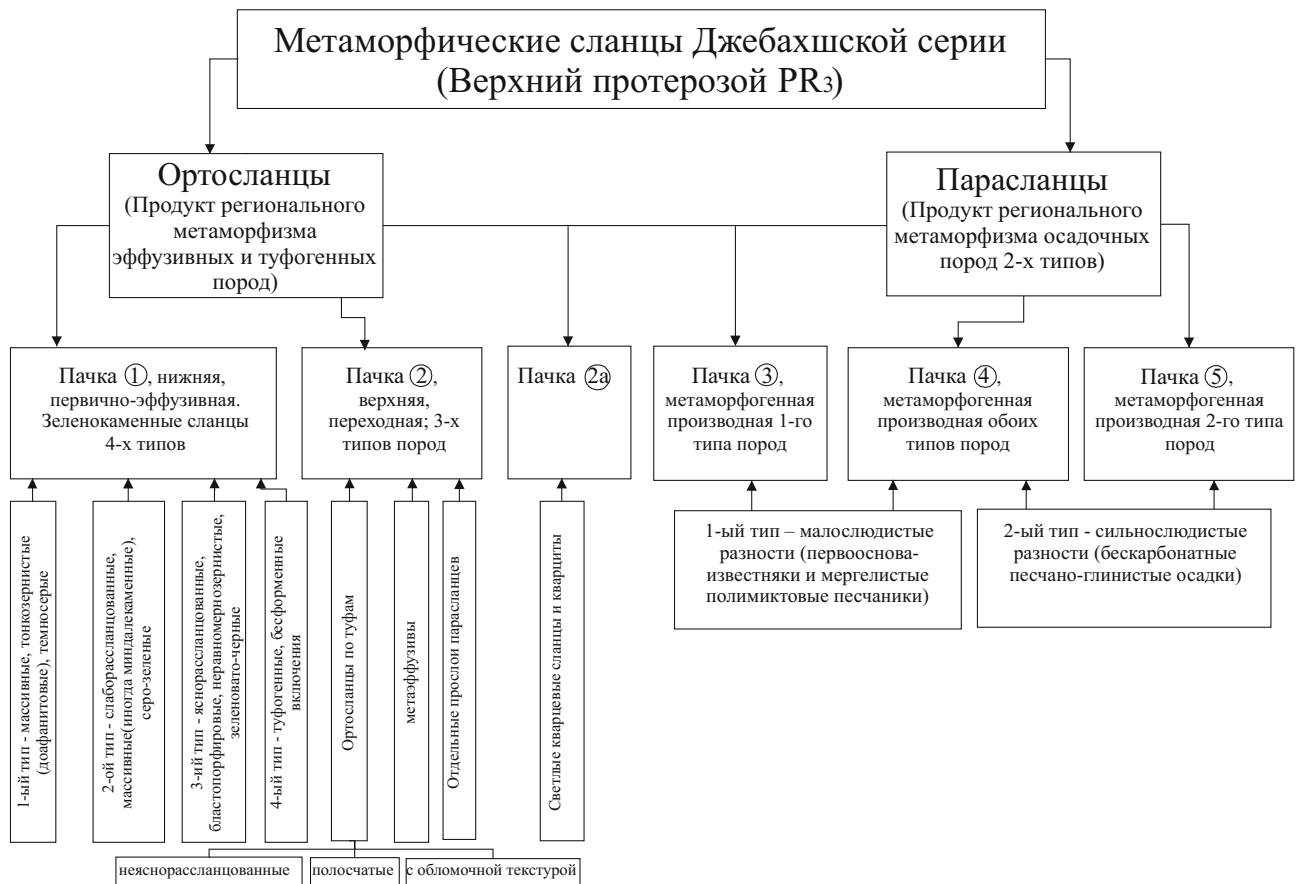 Метаморфические сланцы Джебахшской серии
(Верхний протерозой PR3)
Ортосланцы
(Продукт регионального
метаморфизма
эффузивных и туфогенных
пород)
Парасланцы
(Продукт регионального
метаморфизма осадочных
пород 2-х типов)
Пачка 1, нижняя,
первично-эффузивная.
Зеленокаменные сланцы
4-х типов
Пачка 2,
верхняя,
переходная; 3-х
типов пород
Пачка 2а
Пачка 3,
метаморфогенная
производная 1-го
типа пород
Пачка 4,
метаморфогенная
производная обоих
типов пород
Пачка 5,
метаморфогенная
производная 2-го типа
пород
1-ый тип - массивные, тонкозернистые
(доафанитовые), темносерые
2-ой тип - слаборассланцованные,
массивные(иногда миндалекаменные),
серо-зеленые
3-ий тип - яснорассланцованные,
бластопорфировые, неравномернозернистые,
зеленовато-черные
4-ый тип - туфогенные, бесформенные
включения
Ортосланцы по туфам
метаэффузивы
Отдельные прослои парасланцев
Светлые кварцевые сланцы и кварциты
1-ый тип – малослюдистые
разности (первооснова-
известняки и мергелистые
полимиктовые песчаники)
2-ый тип - сильнослюдистые
разности (бескарбонатные
песчано-глинистые осадки)
неяснорассланцованные
полосчатые
с обломочной текстурой